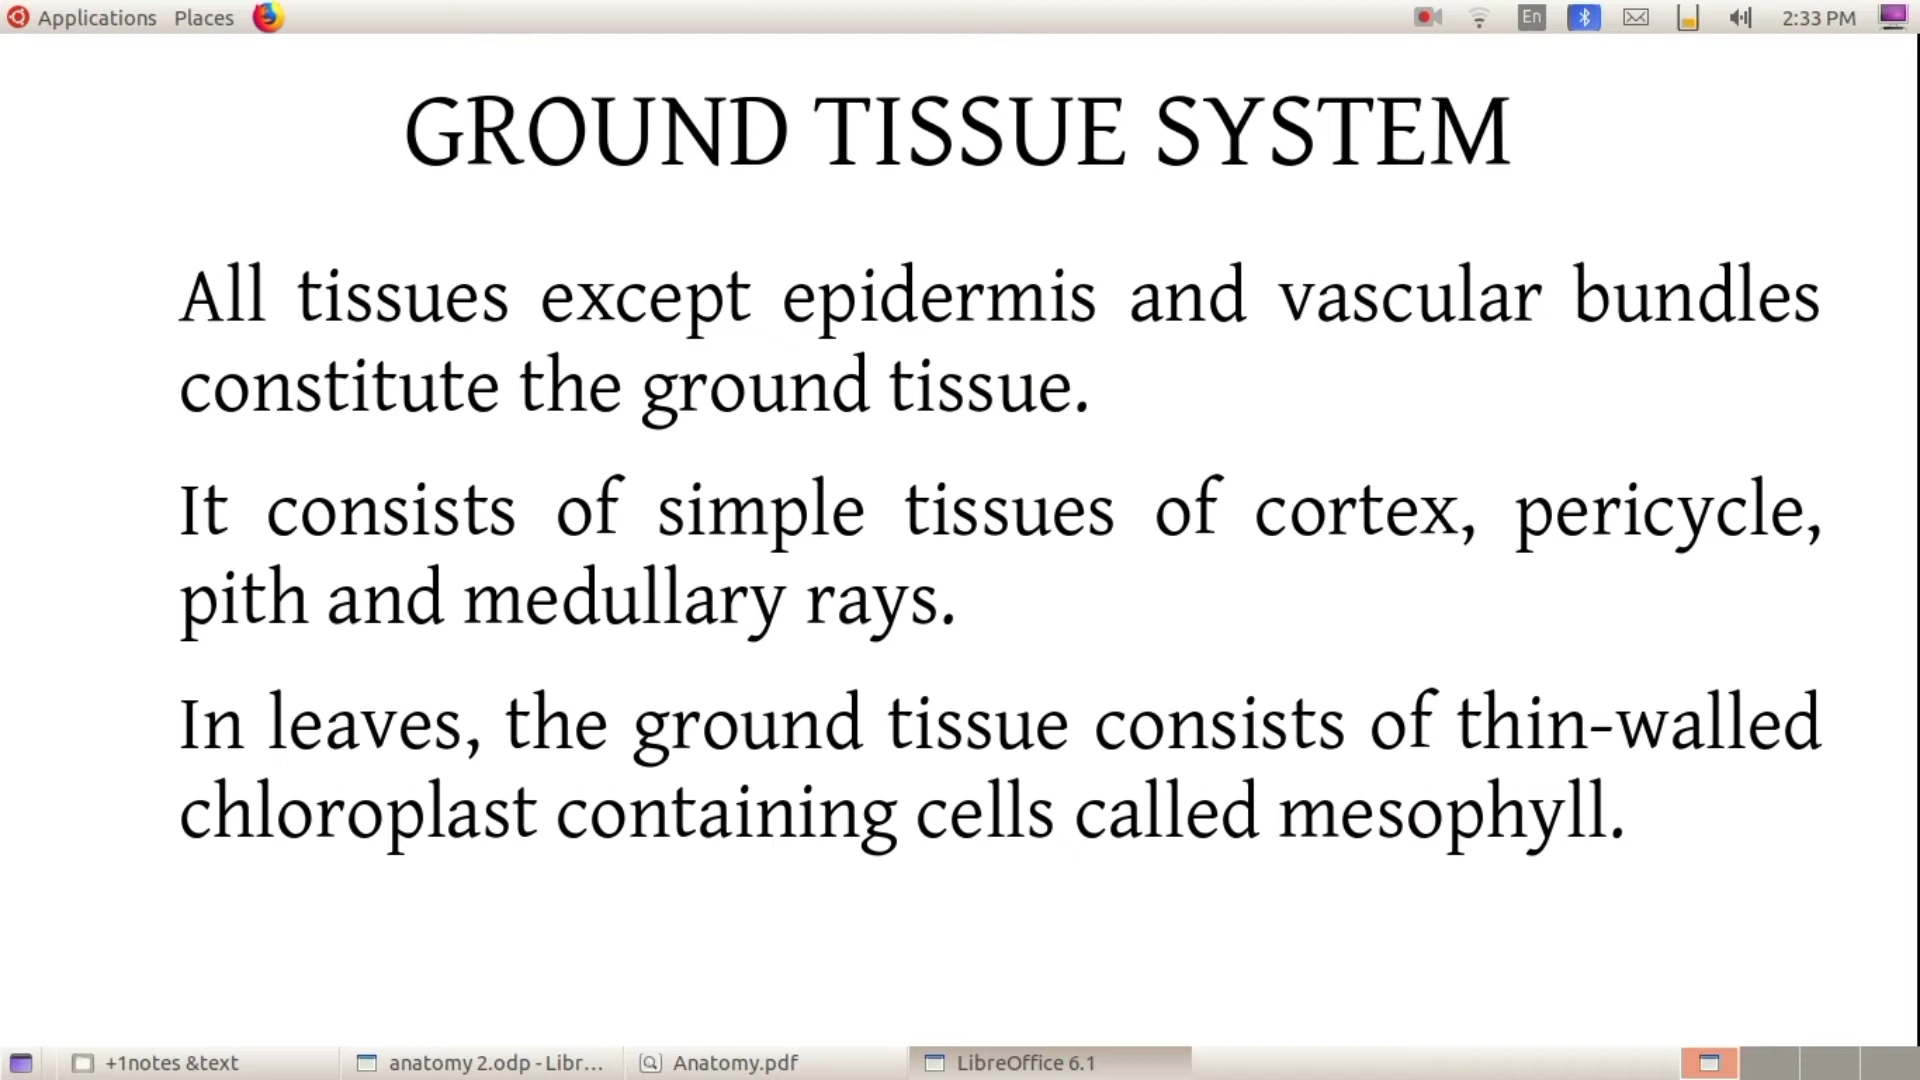 Applications Places En 2:33 PM
GROUND TISSUE SYSTEM
All tissues except epidermis and vascular bundles
constitute the ground tissue.
It consists of simple tissues of cortex, pericycle,
pith and medullary rays.
In leaves, the ground tissue consists of thin-walled
chloroplast containing cells called mesophyll.
+1notes &text anatomy 2.odp - Libr... Anatomy.pdf LibreOffice 6.1